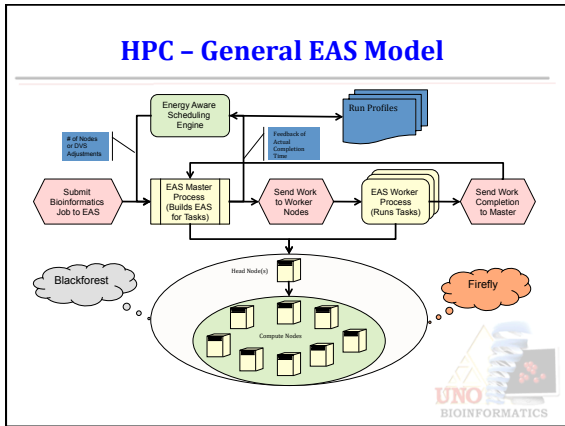 HPC – General EAS Model
Energy Aware
Scheduling
Engine
Run Profiles
# of Nodes
or DVS
Adjustments
Feedback of
Actual
Completion
Time
Submit
Bioinformatics
Job to EAS
EAS Master
Process
(Builds EAS
for Tasks)
Send Work
to Worker
Nodes
EAS Worker
Process
(Runs Tasks)
Send Work
Completion
to Master
Head Node(s)
Blackforest
Firefly
Compute Nodes
UNO
BIOINFORMATICS